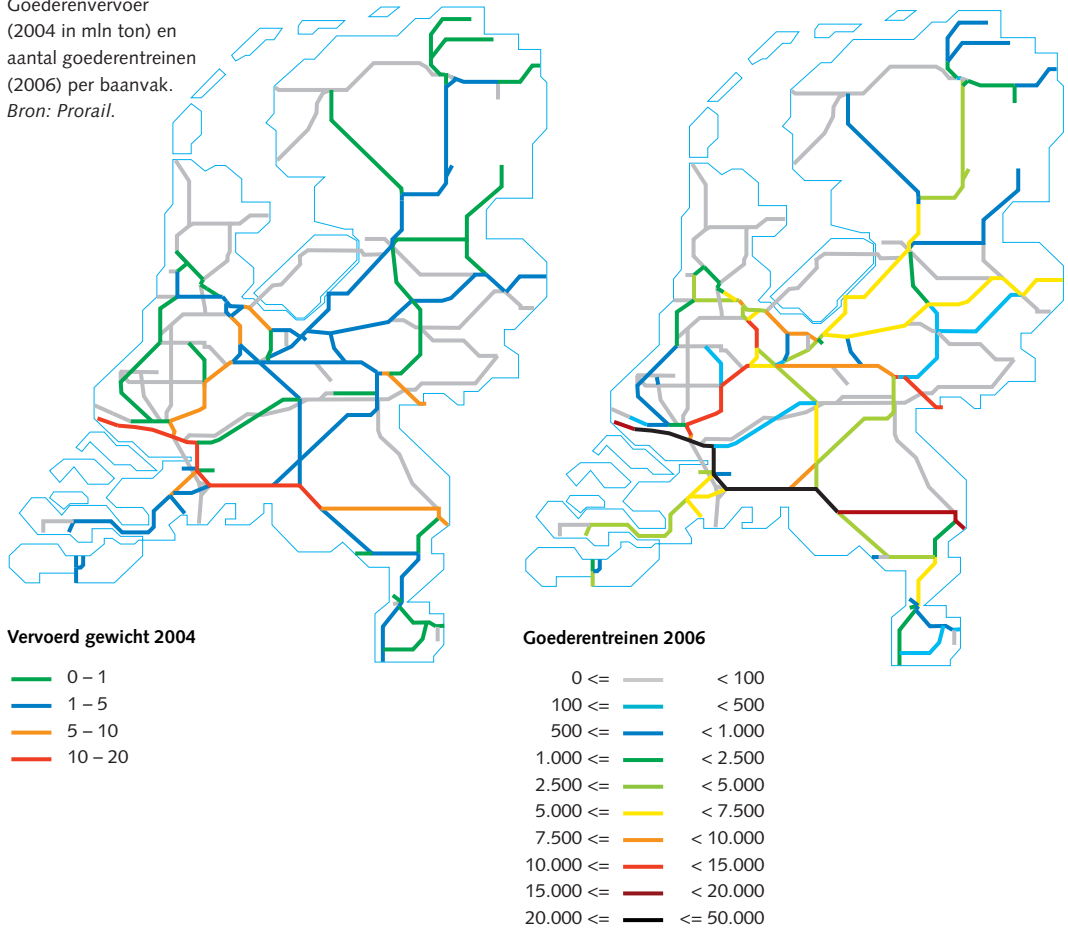 Goederenvervoer
(2004 in mln ton) en
aantal goederentreinen
(2006) per baanvak.
Bron: Prorail.
Vervoerd gewicht 2004
0 – 1
1 – 5
5 – 10
10 – 20
Goederentreinen 2006
0 <= < 100
100 <= < 500
500 <= < 1.000
1.000 <= < 2.500
2.500 <= < 5.000
5.000 <= < 7.500
7.500 <= < 10.000
10.000 <= < 15.000
15.000 <= < 20.000
20.000 <= <= 50.000